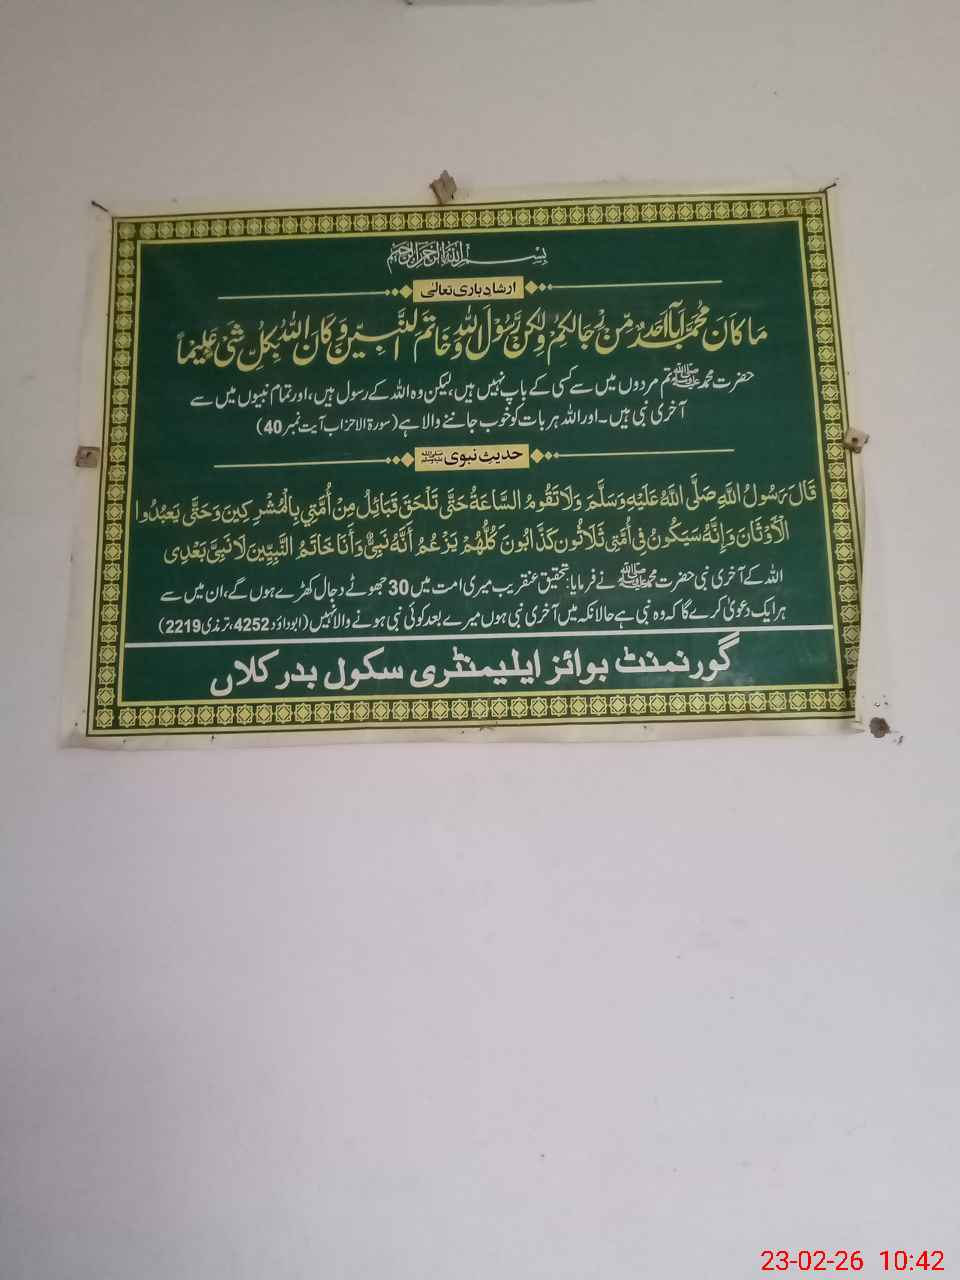 بِسْمِ اللّٰهِ الرَّحْمٰنِ الرَّحِيْمِ
ارشادِ باری تعالیٰ
مَا كَانَ مُحَمَّدٌ اَبَآ اَحَدٍ مِّنْ رِّجَالِكُمْ وَلٰكِنْ رَّسُوْلَ اللّٰهِ وَخَاتَمَ النَّبِيّٖنَ وَكَانَ اللّٰهُ بِكُلِّ شَيْءٍ عَلِيْمًا
حضرت محمد ﷺ تم مردوں میں سے کسی کے باپ نہیں ہیں، لیکن وہ اللہ کے رسول ہیں، اور تمام نبیوں میں سے
آخری نبی ہیں۔ اور اللہ ہر بات کو خوب جاننے والا ہے (سورۃ الاحزاب آیت نمبر 40)
حدیثِ نبوی ﷺ
قَالَ رَسُولُ اللَّهِ صَلَّى اللَّهُ عَلَيْهِ وَسَلَّمَ وَلَا تَقُومُ السَّاعَةُ حَتَّى تَلْحَقَ قَبَائِلُ مِنْ أُمَّتِي بِالْمُشْرِكِينَ وَحَتَّى يَعْبُدُوا
الْأَوْثَانَ وَإِنَّهُ سَيَكُونُ فِي أُمَّتِي ثَلَاثُونَ كَذَّابُونَ كُلُّهُمْ يَزْعُمُ أَنَّهُ نَبِيٌّ وَأَنَا خَاتَمُ النَّبِيِّينَ لَا نَبِيَّ بَعْدِي
اللہ کے آخری نبی حضرت محمد ﷺ نے فرمایا: تحقیق عنقریب میری امت میں 30 جھوٹے دجال کھڑے ہوں گے، ان میں سے
ہر ایک دعویٰ کرے گا کہ وہ نبی ہے حالانکہ میں آخری نبی ہوں میرے بعد کوئی نبی ہونے والا نہیں (ابوداؤد 4252، ترمذی 2219)
گورنمنٹ بوائز ایلیمنٹری سکول بدر کلاں
23-02-26 10:42